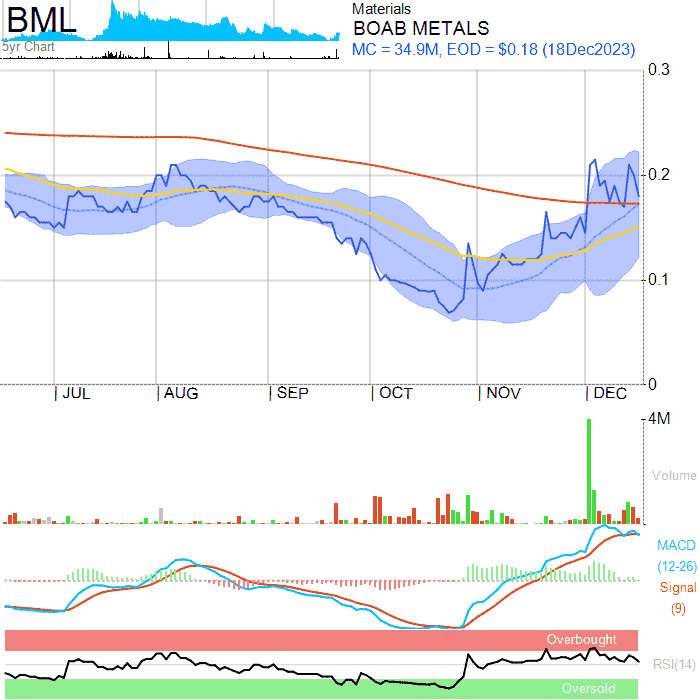 BML
5yr Chart
Materials
BOAB METALS
MC = 34.9M, EOD = $0.18 (18Dec2023)
0.3
0.2
0.1
0
JUL AUG SEP OCT NOV DEC
4M
Volume
MACD
(12-26)
Signal
(9)
Overbought
RSI(14)
Oversold